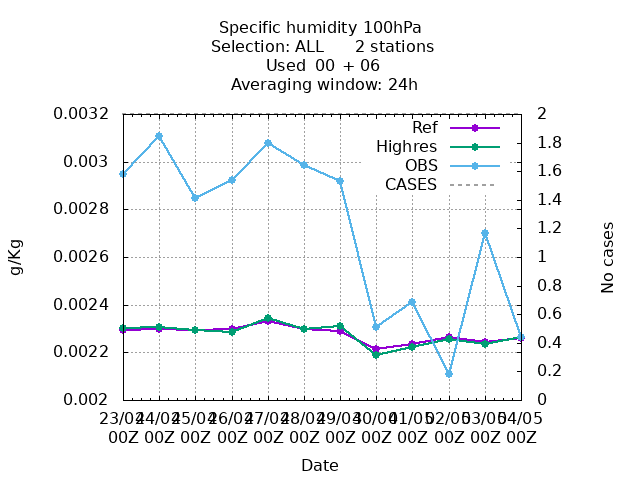 Specific humidity 100hPa
Selection: ALL 2 stations
Used 00 + 06
Averaging window: 24h
0.0032
0.003
0.0028
0.0026
0.0024
0.0022
0.002
g/Kg
2
1.8
1.6
1.4
1.2
1
0.8
0.6
0.4
0.2
0
No cases
Ref
Highres
OBS
CASES
23/04 24/04 25/04 26/04 27/04 28/04 29/04 30/04 01/05 02/05 03/05 04/05
00Z 00Z 00Z 00Z 00Z 00Z 00Z 00Z 00Z 00Z 00Z 00Z
Date